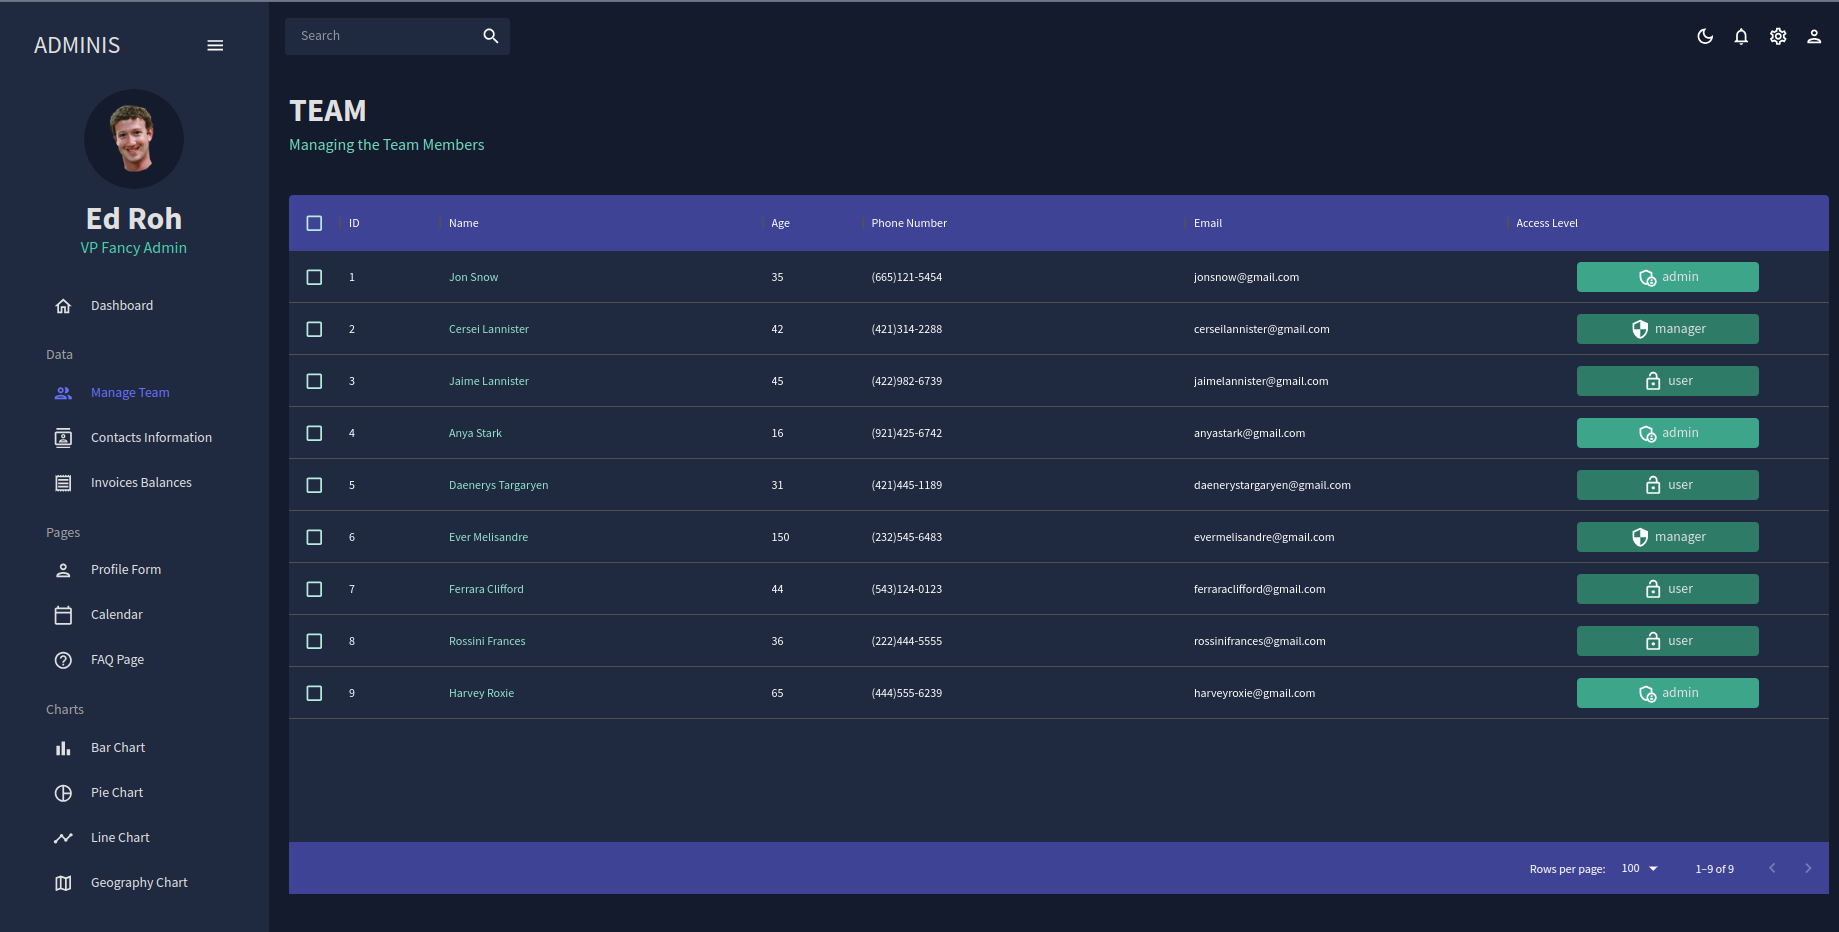 ADMINIS
Search
Ed Roh
VP Fancy Admin
Dashboard
Data
Manage Team
Contacts Information
Invoices Balances
Pages
Profile Form
Calendar
FAQ Page
Charts
Bar Chart
Pie Chart
Line Chart
Geography Chart
TEAM
Managing the Team Members
ID Name Age Phone Number Email Access Level
1 Jon Snow 35 (665)121-5454 jonsnow@gmail.com admin
2 Cersei Lannister 42 (421)314-2288 cerseilannister@gmail.com manager
3 Jaime Lannister 45 (422)982-6739 jaimelannister@gmail.com user
4 Anya Stark 16 (921)425-6742 anyastark@gmail.com admin
5 Daenerys Targaryen 31 (421)445-1189 daenerystargaryen@gmail.com user
6 Ever Melisandre 150 (232)545-6483 evermelisandre@gmail.com manager
7 Ferrara Clifford 44 (543)124-0123 ferraraclifford@gmail.com user
8 Rossini Frances 36 (222)444-5555 rossinifrances@gmail.com user
9 Harvey Roxie 65 (444)555-6239 harveyroxie@gmail.com admin
Rows per page: 100 1–9 of 9